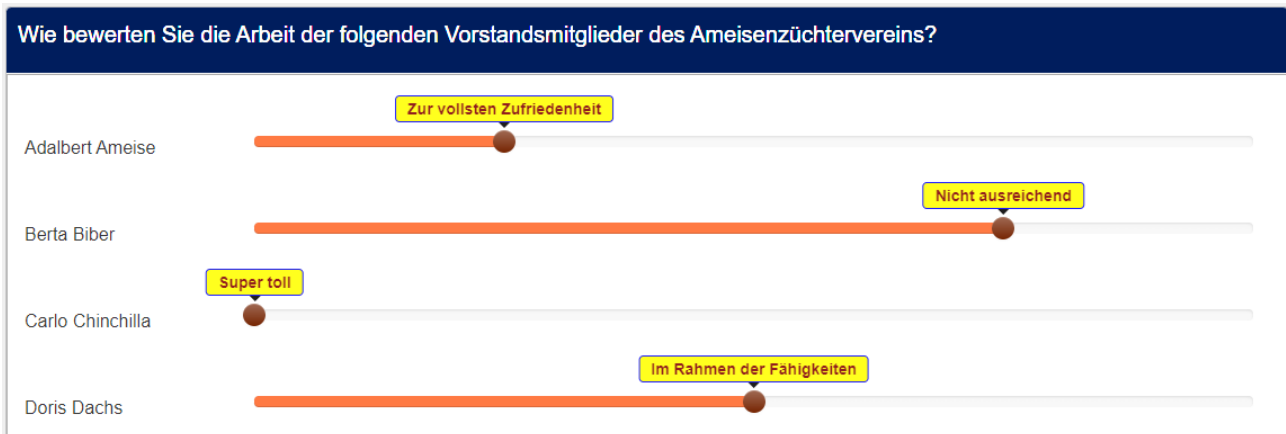 Wie bewerten Sie die Arbeit der folgenden Vorstandsmitglieder des Ameisenzüchtervereins?
Zur vollsten Zufriedenheit
Adalbert Ameise
Nicht ausreichend
Berta Biber
Super toll
Carlo Chinchilla
Im Rahmen der Fähigkeiten
Doris Dachs